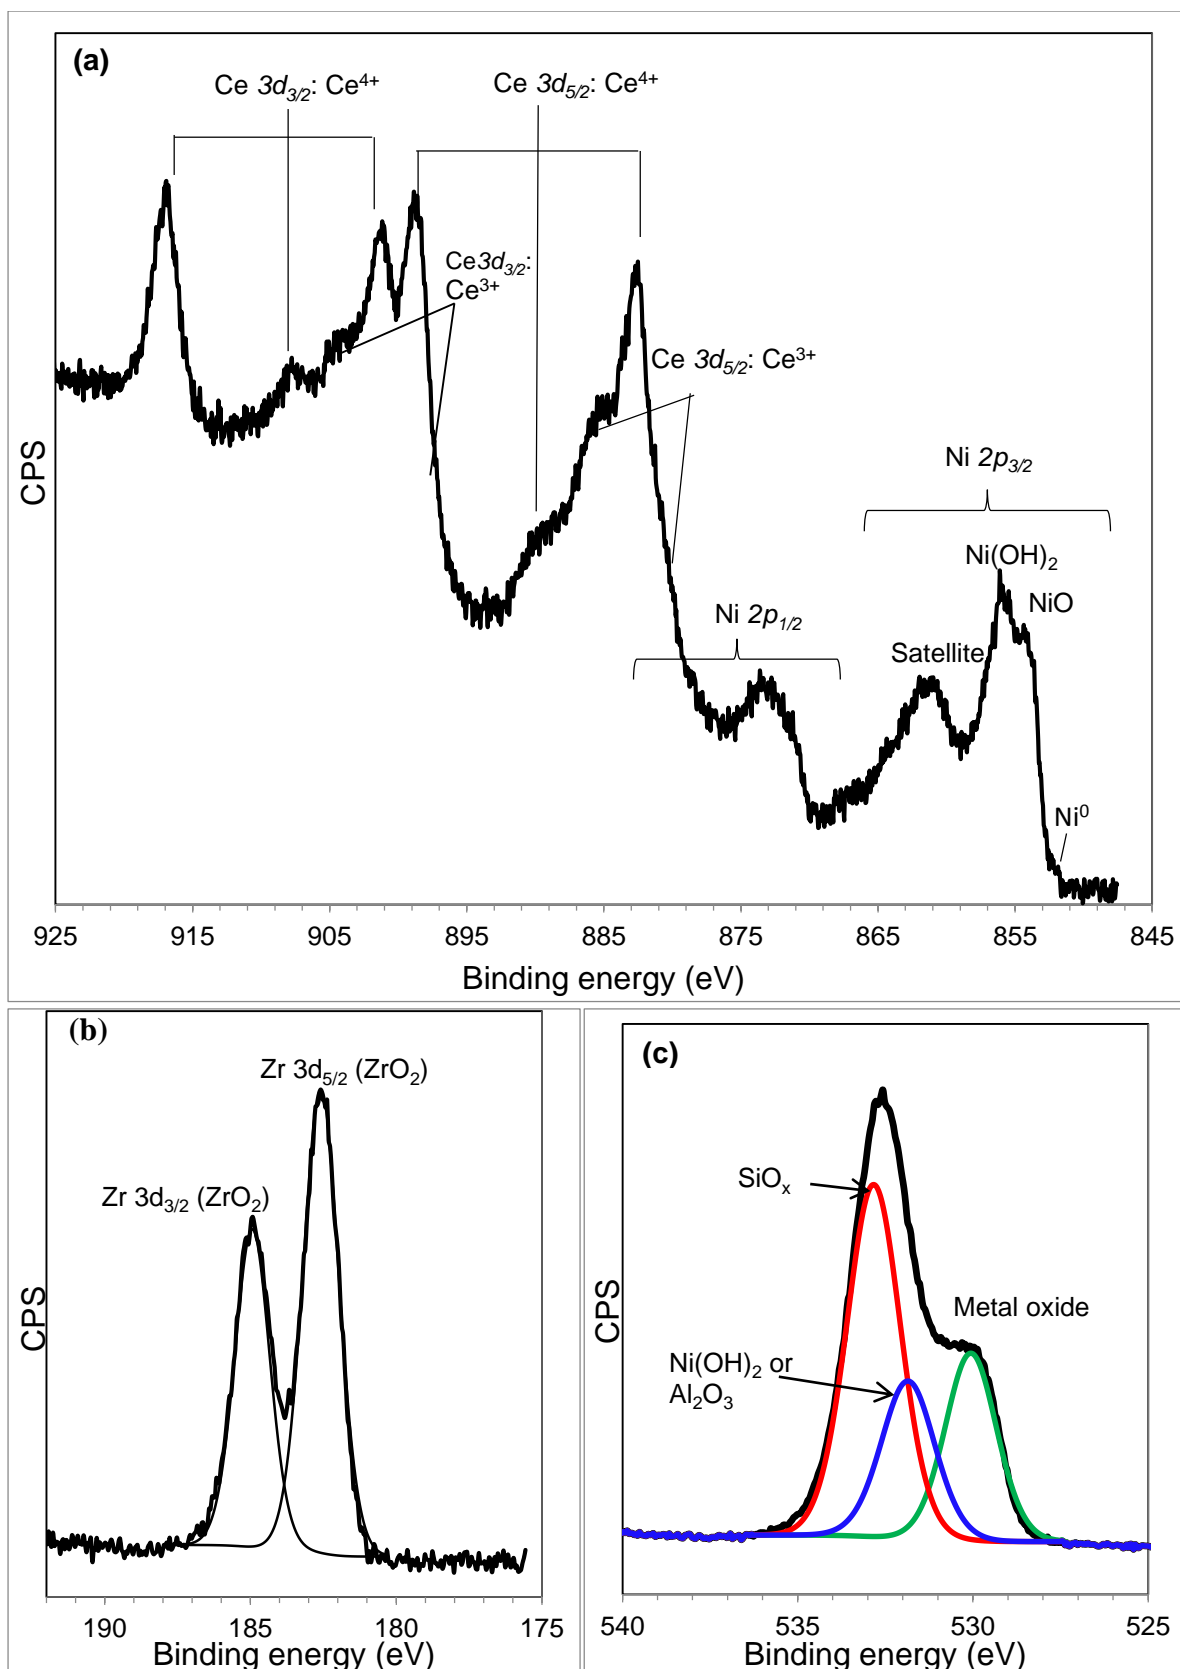 (a)
Ce 3d3/2: Ce4+
Ce 3d5/2: Ce4+
Ce3d3/2:
Ce3+
Ce 3d5/2: Ce3+
Ni 2p3/2
Ni(OH)2
NiO
Ni 2p1/2
Satellite
Ni0
CPS
925 915 905 895 885 875 865 855 845
Binding energy (eV)
(b)
Zr 3d5/2 (ZrO2)
Zr 3d3/2 (ZrO2)
CPS
190 185 180 175
Binding energy (eV)
(c)
SiOx
Metal oxide
Ni(OH)2 or
Al2O3
CPS
540 535 530 525
Binding energy (eV)